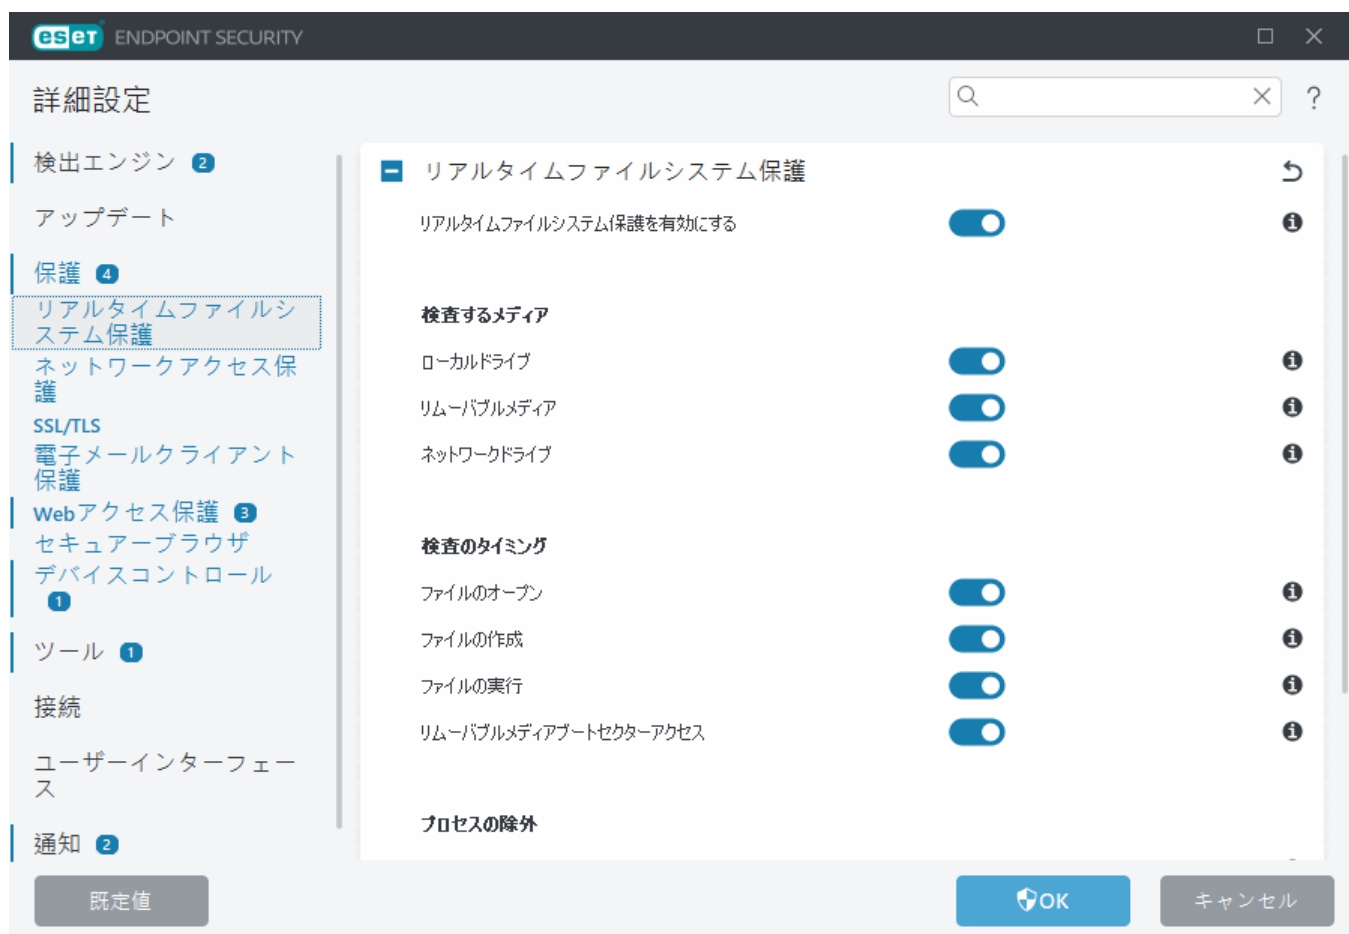 eset ENDPOINT SECURITY
詳細設定
?
検出エンジン 2
アップデート
保護 4
リアルタイムファイルシ
ステム保護
ネットワークアクセス保
護
SSL/TLS
電子メールクライアント
保護
Webアクセス保護 3
セキュアーブラウザ
デバイスコントロール
1
ツール 1
接続
ユーザーインターフェー
ス
通知 2
リアルタイムファイルシステム保護
リアルタイムファイルシステム保護を有効にする
検査するメディア
ローカルドライブ
リムーバブルメディア
ネットワークドライブ
検査のタイミング
ファイルのオープン
ファイルの作成
ファイルの実行
リムーバブルメディアブートセクターアクセス
プロセスの除外
既定値
OK
キャンセル